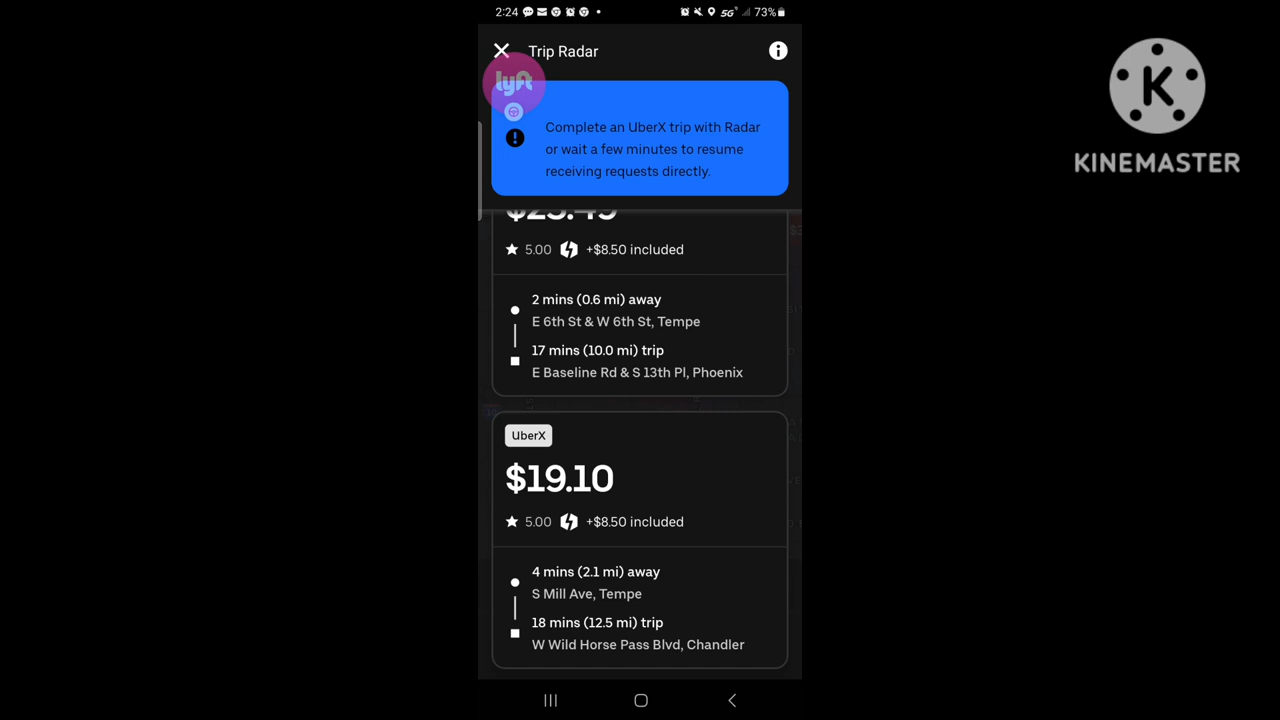 2:24
5G
73%
Trip Radar
lyft
Complete an UberX trip with Radar
or wait a few minutes to resume
receiving requests directly.
5.00 +$8.50 included
2 mins (0.6 mi) away
E 6th St & W 6th St, Tempe
17 mins (10.0 mi) trip
E Baseline Rd & S 13th Pl, Phoenix
UberX
$19.10
5.00 +$8.50 included
4 mins (2.1 mi) away
S Mill Ave, Tempe
18 mins (12.5 mi) trip
W Wild Horse Pass Blvd, Chandler
K
KINEMASTER